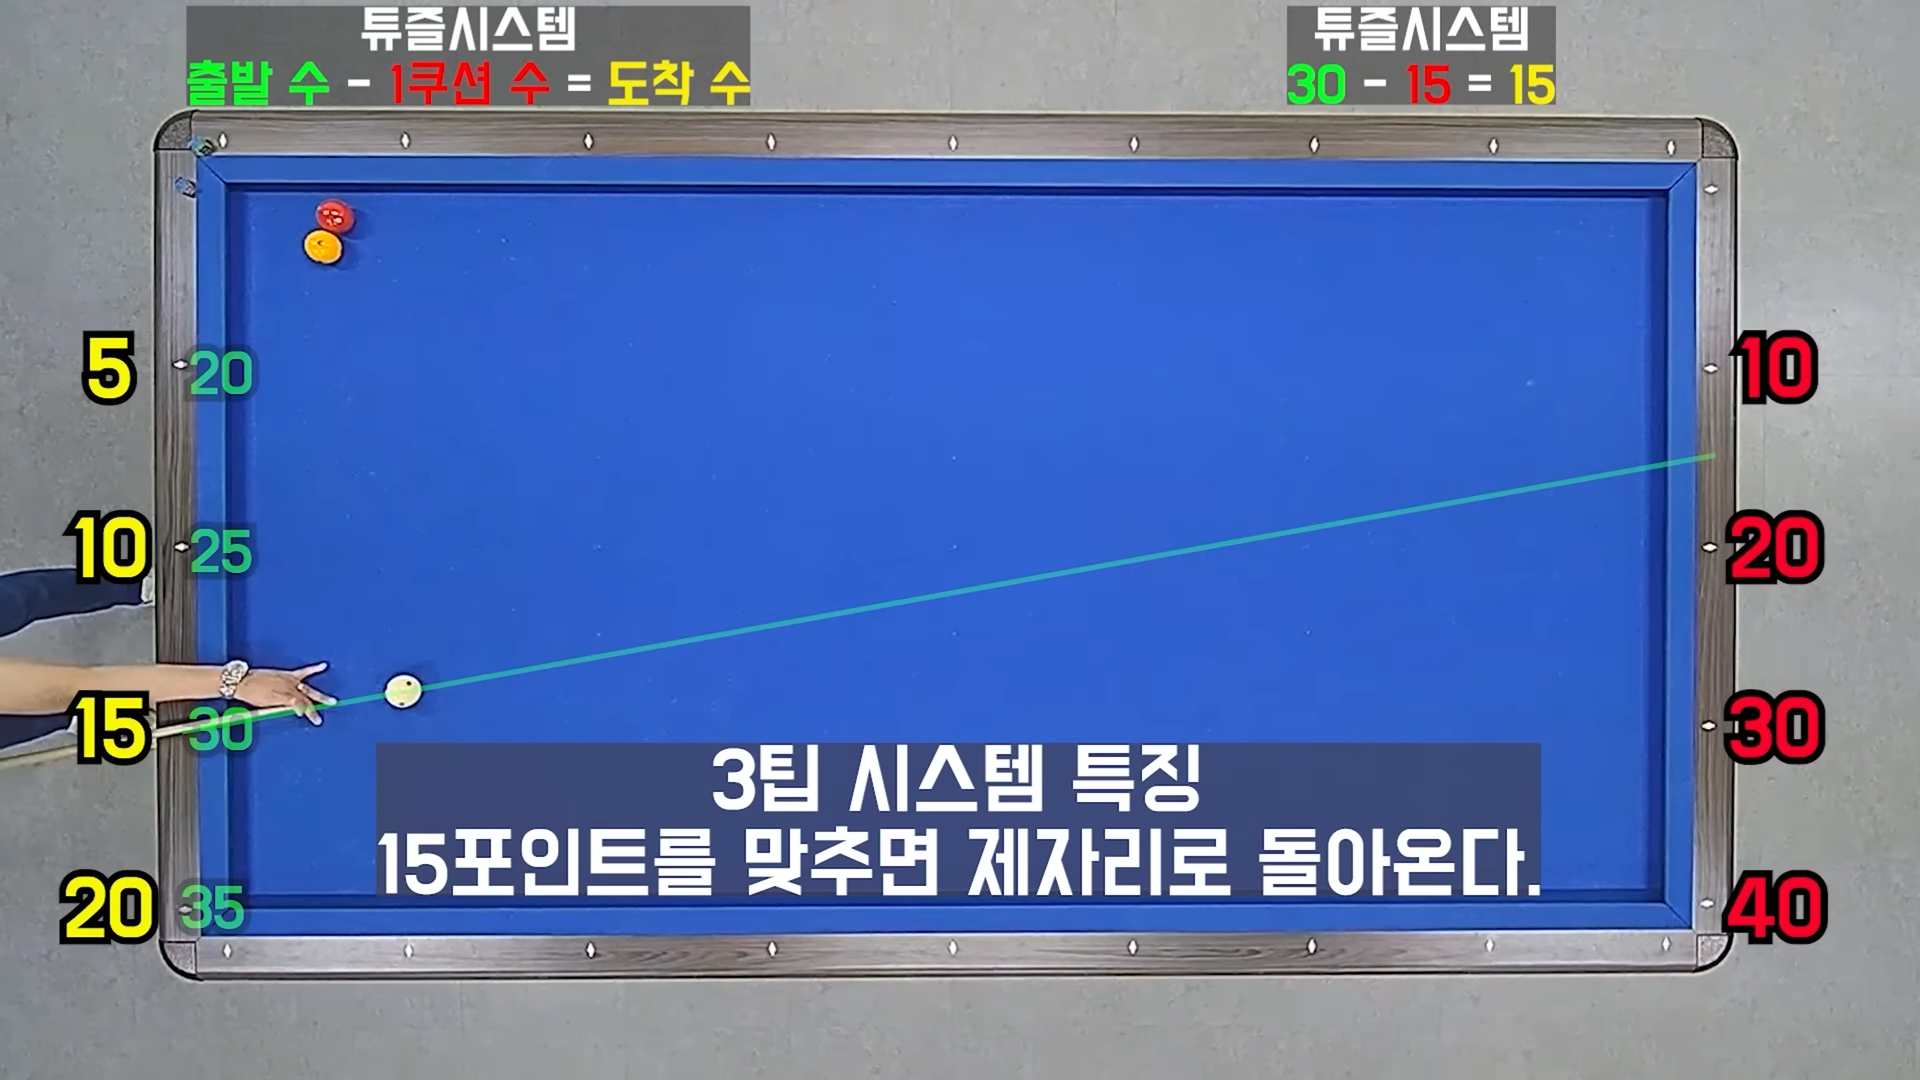 튜즐시스템
출발 수 - 1쿠션 수 = 도착 수
튜즐시스템
30 - 15 = 15
5 20 10
10 25 20
15 30 30
20 35 40
3팁 시스템 특징
15포인트를 맞추면 제자리로 돌아온다.